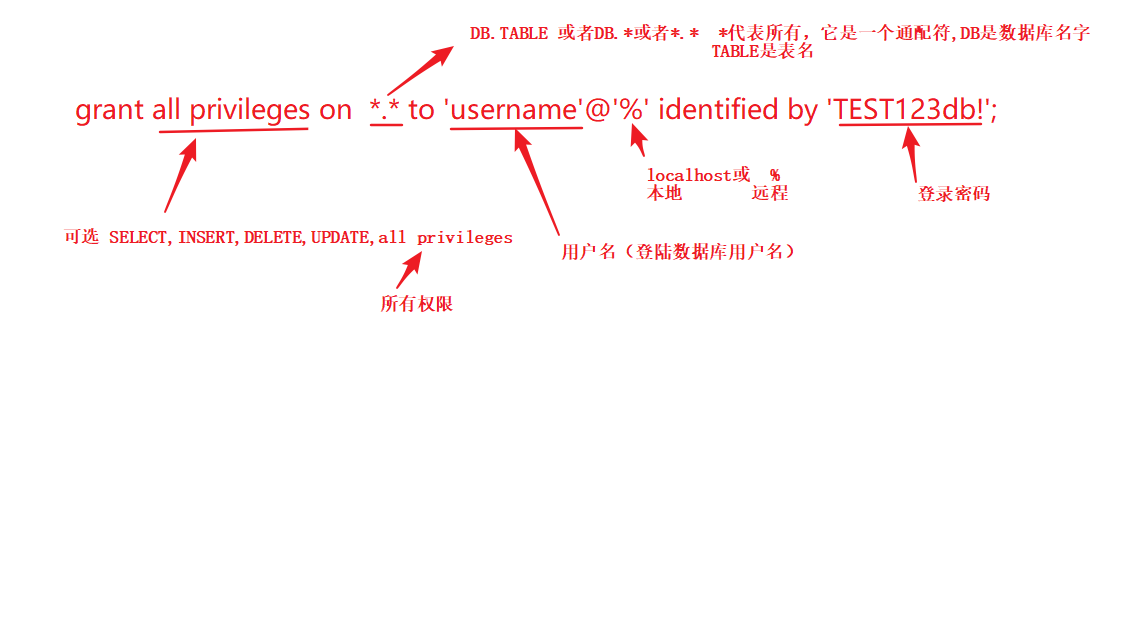 DB.TABLE 或者DB.*或者*.* *代表所有，它是一个通配符,DB是数据库名字
TABLE是表名
grant all privileges on *.* to 'username'@'%' identified by 'TEST123db!';
localhost或 %
本地 远程
登录密码
可选 SELECT,INSERT,DELETE,UPDATE,all privileges
用户名（登陆数据库用户名）
所有权限